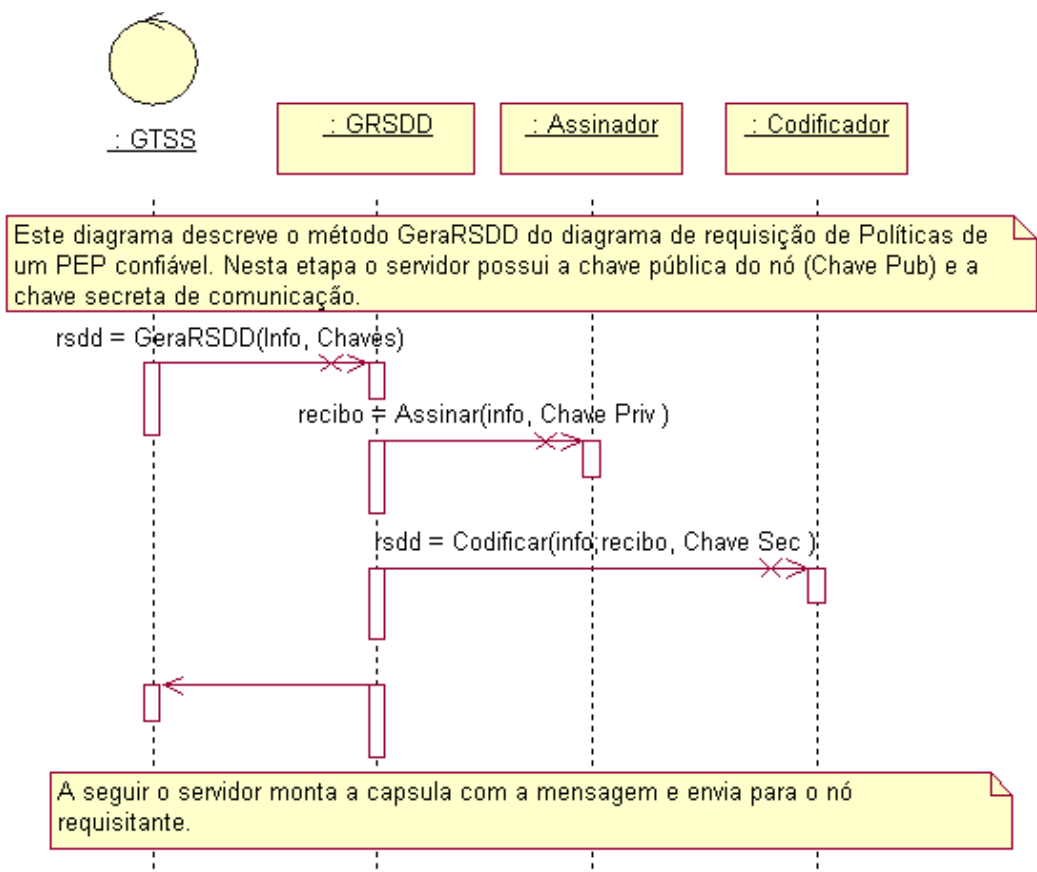 : GTSS
: GRSDD
: Assinador
: Codificador
Este diagrama descreve o método GeraRSDD do diagrama de requisição de Políticas de
um PEP confiável. Nesta etapa o servidor possui a chave pública do nó (Chave Pub) e a
chave secreta de comunicação.
rsdd = GeraRSDD(Info, Chaves)
recibo = Assinar(info, Chave Priv )
rsdd = Codificar(info,recibo, Chave Sec )
A seguir o servidor monta a capsula com a mensagem e envia para o nó
requisitante.